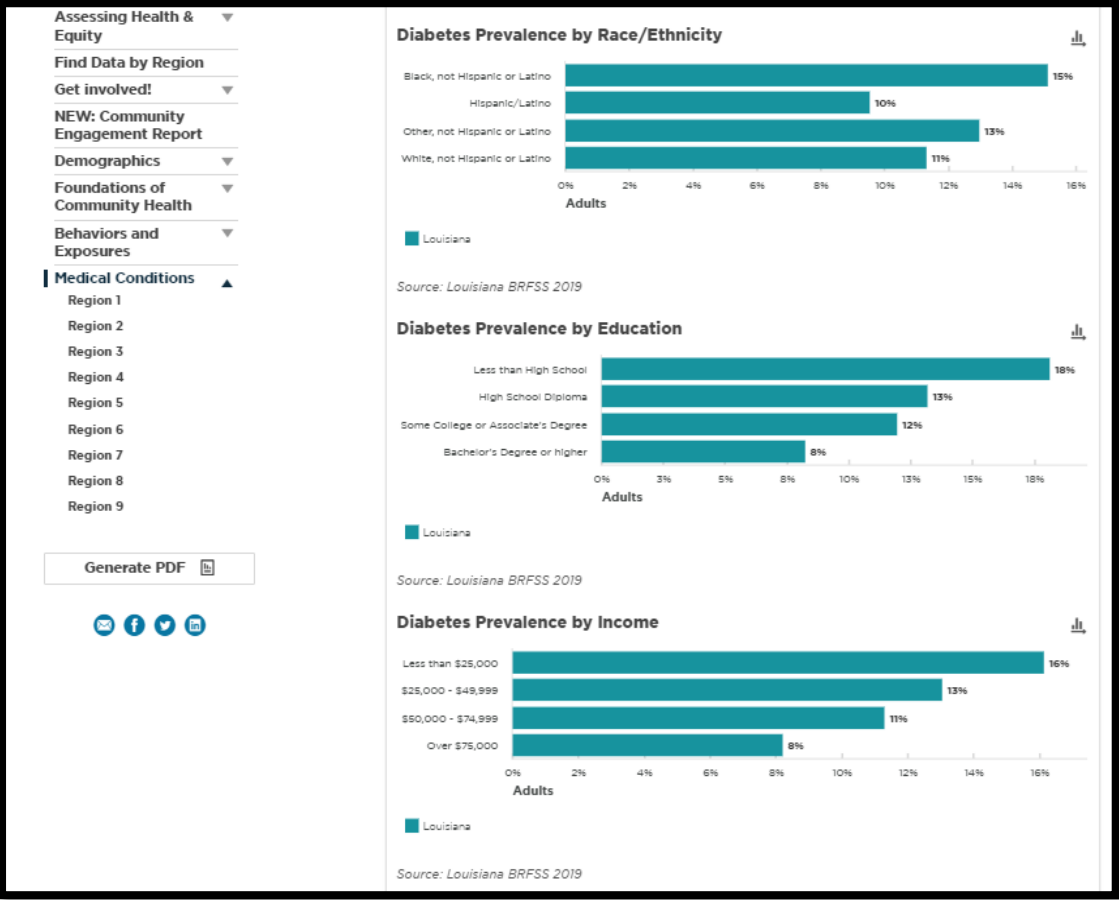 Assessing Health &
Equity
Find Data by Region
Get involved!
NEW: Community
Engagement Report
Demographics
Foundations of
Community Health
Behaviors and
Exposures
Medical Conditions
Region 1
Region 2
Region 3
Region 4
Region 5
Region 6
Region 7
Region 8
Region 9
Generate PDF
Diabetes Prevalence by Race/Ethnicity
Black, not Hispanic or Latino 15%
Hispanic/Latino 10%
Other, not Hispanic or Latino 13%
White, not Hispanic or Latino 11%
0% 2% 4% 6% 8% 10% 12% 14% 16%
Adults
Louisiana
Source: Louisiana BRFSS 2019
Diabetes Prevalence by Education
Less than High School 18%
High School Diploma 13%
Some College or Associate's Degree 12%
Bachelor's Degree or higher 8%
0% 3% 5% 8% 10% 13% 15% 18%
Adults
Louisiana
Source: Louisiana BRFSS 2019
Diabetes Prevalence by Income
Less than $25,000 16%
$25,000 - $49,999 13%
$50,000 - $74,999 11%
Over $75,000 8%
0% 2% 4% 6% 8% 10% 12% 14% 16%
Adults
Louisiana
Source: Louisiana BRFSS 2019